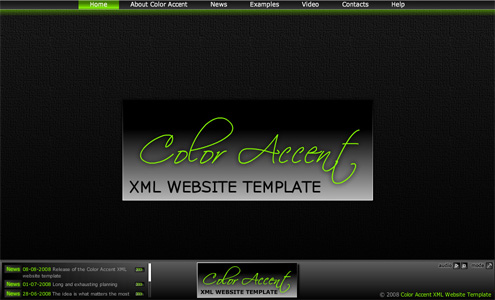 Home About Color Accent News Examples Video Contacts Help
Color Accent
XML WEBSITE TEMPLATE
News 08-08-2008 Release of the Color Accent XML
website template
News 01-07-2008 Long and exhausting planning
News 28-06-2008 The idea is what matters the most
Color Accent
XML WEBSITE TEMPLATE
© 2008 Color Accent XML Website Template